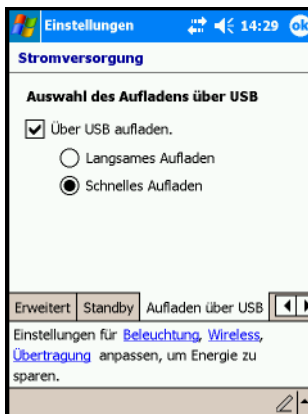 Einstellungen 14:29 ok
Stromversorgung
Auswahl des Aufladens über USB
Über USB aufladen.
Langsames Aufladen
Schnelles Aufladen
Erweitert Standby Aufladen über USB
Einstellungen für Beleuchtung, Wireless,
Übertragung anpassen, um Energie zu
sparen.